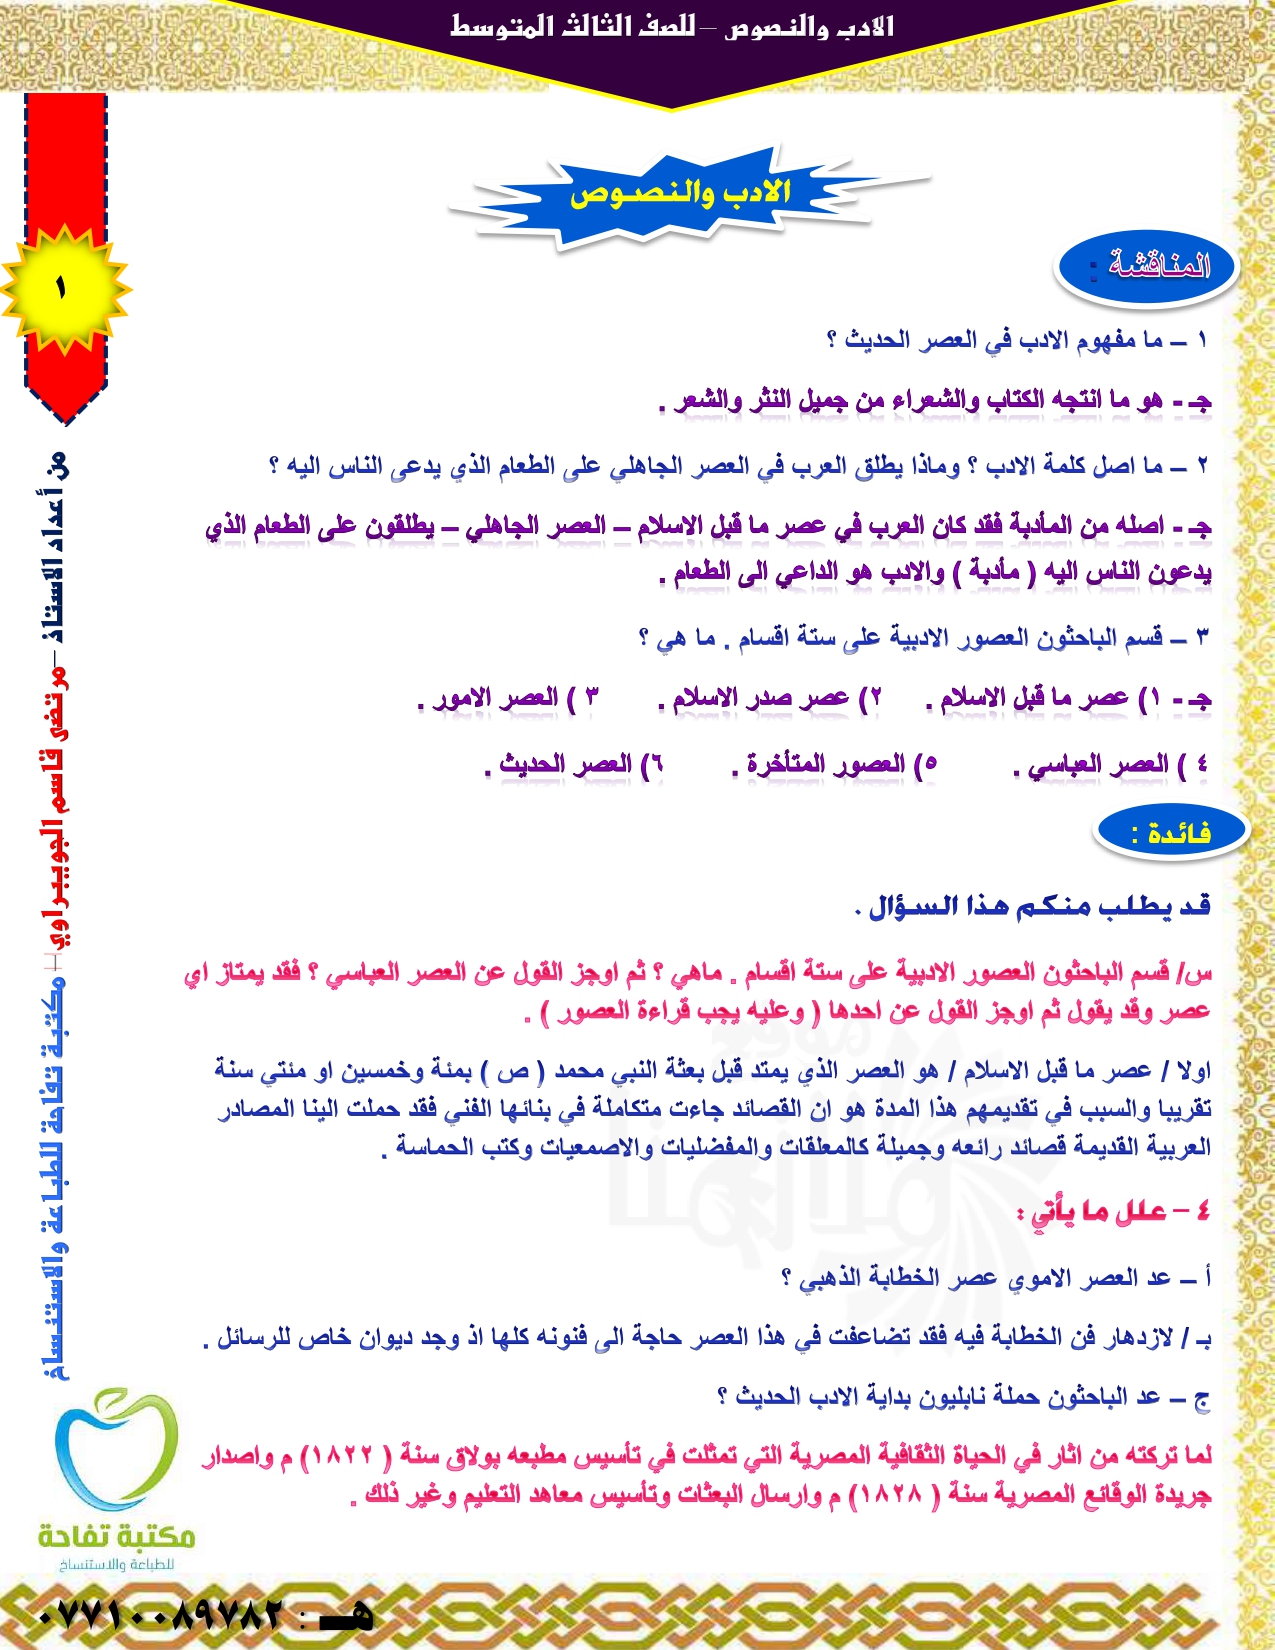 الادب والنصوص – للصف الثالث المتوسط
الادب والنصوص
المناقشة :
١
١ – ما مفهوم الادب في العصر الحديث ؟
جـ - هو ما انتجه الكتاب والشعراء من جميل النثر والشعر .
٢ – ما اصل كلمة الادب ؟ وماذا يطلق العرب في العصر الجاهلي على الطعام الذي يدعى الناس اليه ؟
جـ - اصله من المأدبة فقد كان العرب في عصر ما قبل الاسلام – العصر الجاهلي – يطلقون على الطعام الذي
يدعون الناس اليه ( مأدبة ) والادب هو الداعي الى الطعام .
٣ – قسم الباحثون العصور الادبية على ستة اقسام . ما هي ؟
جـ - ١) عصر ما قبل الاسلام . ٢) عصر صدر الاسلام . ٣ ) العصر الامور .
٤ ) العصر العباسي . ٥) العصور المتأخرة . ٦) العصر الحديث .
فائدة :
قد يطلب منكم هذا السؤال .
س/ قسم الباحثون العصور الادبية على ستة اقسام . ماهي ؟ ثم اوجز القول عن العصر العباسي ؟ فقد يمتاز اي
عصر وقد يقول ثم اوجز القول عن احدها ( وعليه يجب قراءة العصور ) .
اولا / عصر ما قبل الاسلام / هو العصر الذي يمتد قبل بعثة النبي محمد ( ص ) بمئة وخمسين او مئتي سنة
تقريبا والسبب في تقديمهم هذا المدة هو ان القصائد جاءت متكاملة في بنائها الفني فقد حملت الينا المصادر
العربية القديمة قصائد رائعه وجميلة كالمعلقات والمفضليات والاصمعيات وكتب الحماسة .
٤ – علل ما يأتي :
أ – عد العصر الاموي عصر الخطابة الذهبي ؟
بـ / لازدهار فن الخطابة فيه فقد تضاعفت في هذا العصر حاجة الى فنونه كلها اذ وجد ديوان خاص للرسائل .
ج – عد الباحثون حملة نابليون بداية الادب الحديث ؟
لما تركته من اثار في الحياة الثقافية المصرية التي تمثلت في تأسيس مطبعه بولاق سنة ( ١٨٢٢) م واصدار
جريدة الوقائع المصرية سنة ( ١٨٢٨) م وارسال البعثات وتأسيس معاهد التعليم وغير ذلك .
من أعداد الاستاذ – مرتضى قاسم الجويبراوي – مكتبة تفاحة للطباعة والاستنساخ
موقع
ملازمنا
مكتبة تفاحة
للطباعة والاستنساخ
هـ : ٠٧٧١٠٠٨٩٧٨٢